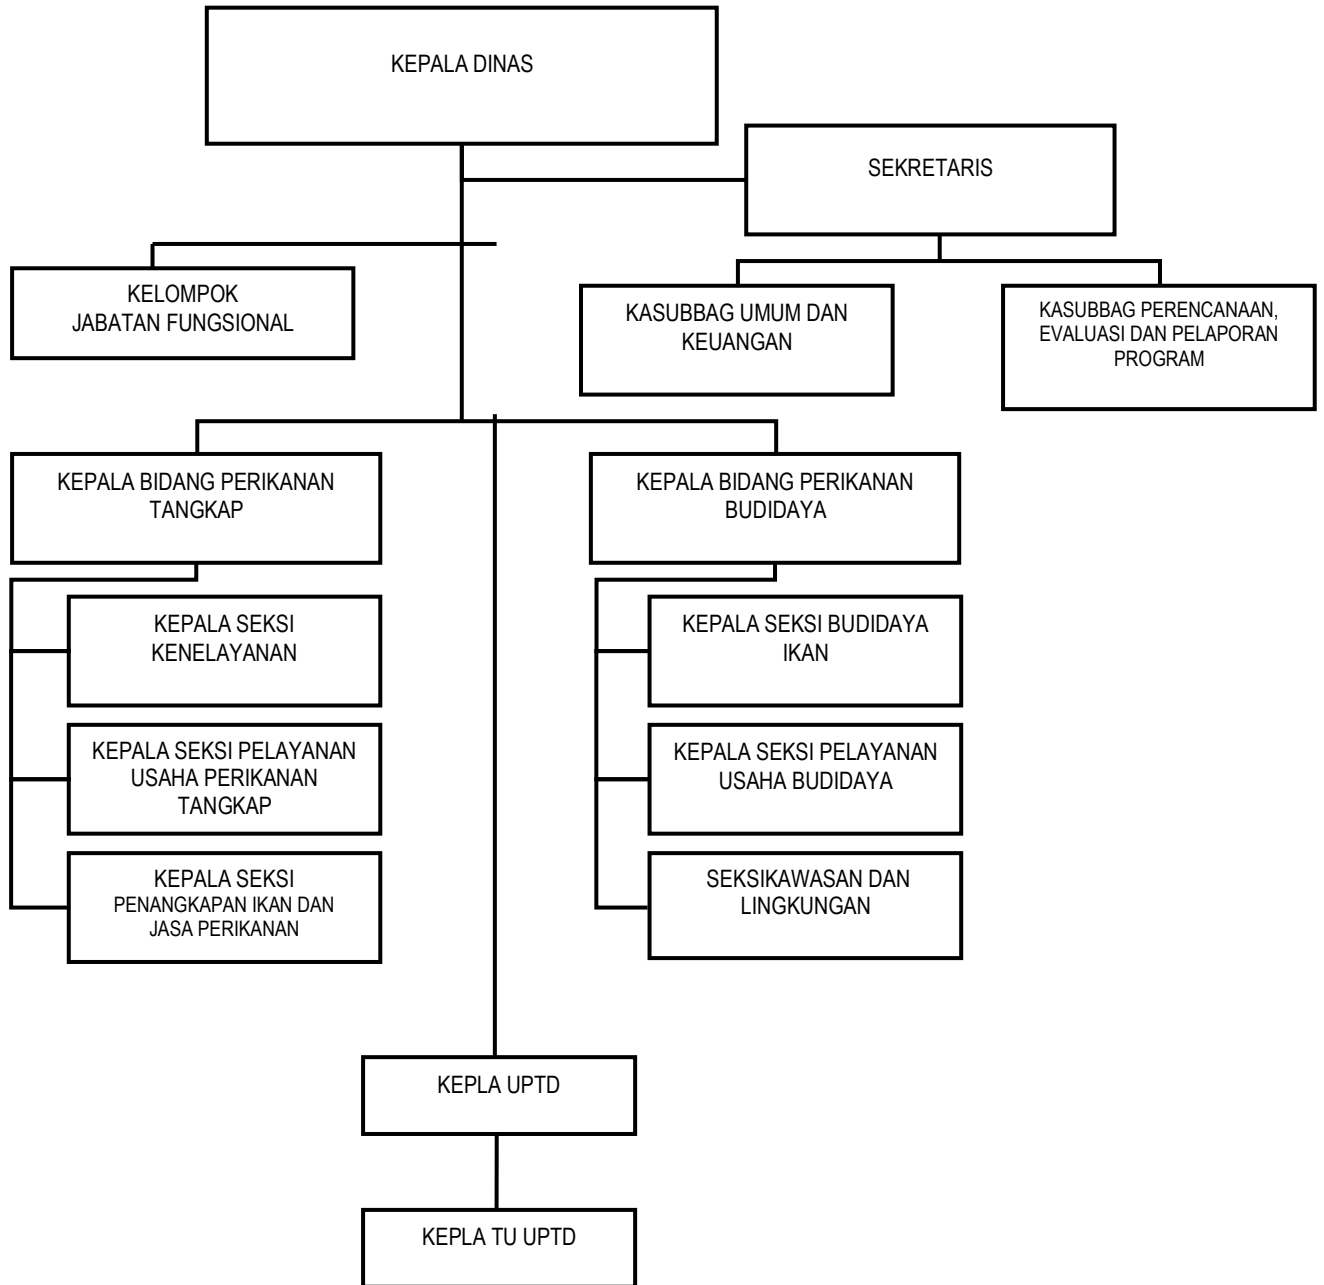 KEPALA DINAS
SEKRETARIS
KELOMPOK
JABATAN FUNGSIONAL
KASUBBAG UMUM DAN
KEUANGAN
KASUBBAG PERENCANAAN,
EVALUASI DAN PELAPORAN
PROGRAM
KEPALA BIDANG PERIKANAN
TANGKAP
KEPALA BIDANG PERIKANAN
BUDIDAYA
KEPALA SEKSI
KENELAYANAN
KEPALA SEKSI BUDIDAYA
IKAN
KEPALA SEKSI PELAYANAN
USAHA PERIKANAN
TANGKAP
KEPALA SEKSI PELAYANAN
USAHA BUDIDAYA
KEPALA SEKSI
PENANGKAPAN IKAN DAN
JASA PERIKANAN
SEKSIKAWASAN DAN
LINGKUNGAN
KEPLA UPTD
KEPLA TU UPTD